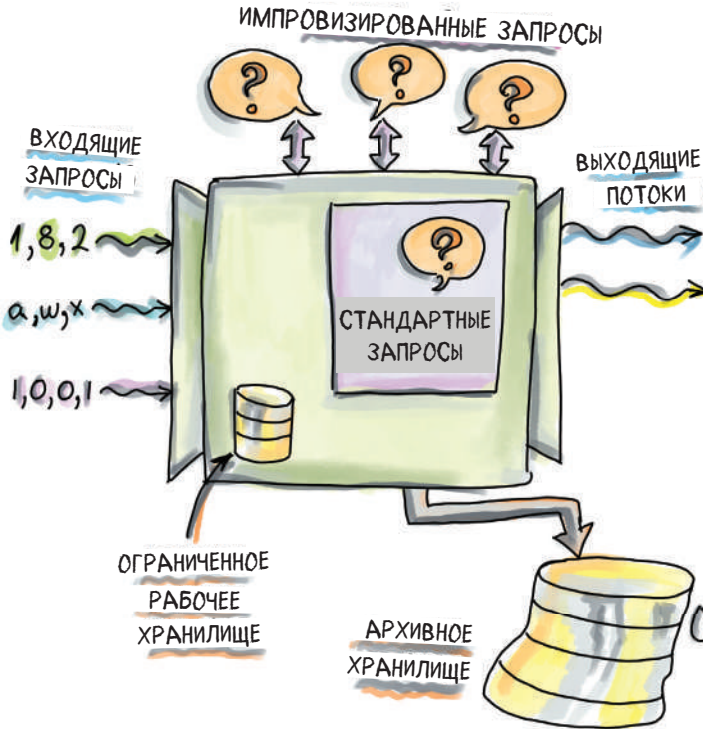 ИМПРОВИЗИРОВАННЫЕ ЗАПРОСЫ
?
?
?
ВХОДЯЩИЕ
ЗАПРОСЫ
1,8,2
a,w,x
1,0,0,1
?
СТАНДАРТНЫЕ
ЗАПРОСЫ
ВЫХОДЯЩИЕ
ПОТОКИ
ОГРАНИЧЕННОЕ
РАБОЧЕЕ
ХРАНИЛИЩЕ
АРХИВНОЕ
ХРАНИЛИЩЕ